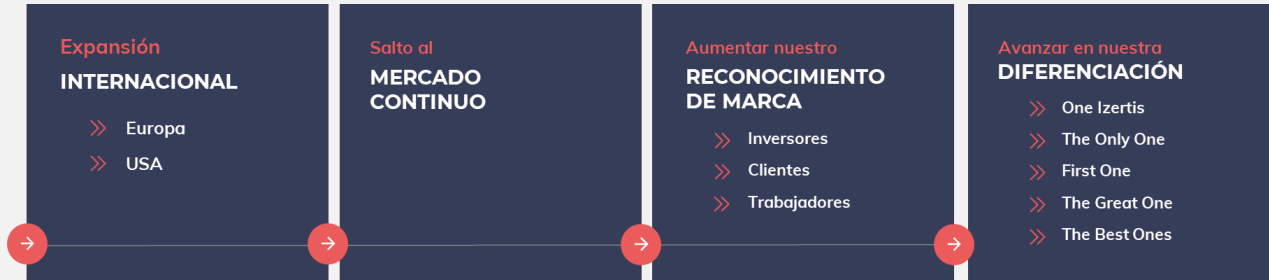 Expansión
INTERNACIONAL
Europa
USA
Salto al
MERCADO
CONTINUO
Aumentar nuestro
RECONOCIMIENTO
DE MARCA
Inversores
Clientes
Trabajadores
Avanzar en nuestra
DIFERENCIACIÓN
One Izertis
The Only One
First One
The Great One
The Best Ones